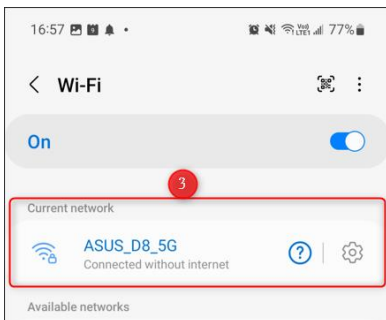 16:57 77%
Wi-Fi
On
3
Current network
ASUS_D8_5G
Connected without internet
Available networks